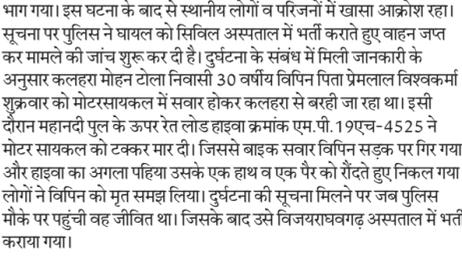 भाग गया। इस घटना के बाद से स्थानीय लोगों व परिजनों में खासा आक्रोश रहा।
सूचना पर पुलिस ने घायल को सिविल अस्पताल में भर्ती कराते हुए वाहन जप्त
कर मामले की जांच शुरू कर दी है। दुर्घटना के संबंध में मिली जानकारी के
अनुसार कलहरा मोहन टोला निवासी 30 वर्षीय विपिन पिता प्रेमलाल विश्वकर्मा
शुक्रवार को मोटरसायकल में सवार होकर कलहरा से बरही जा रहा था। इसी
दौरान महानदी पुल के ऊपर रेत लोड हाइवा क्रमांक एम.पी.19एच-4525 ने
मोटर सायकल को टक्कर मार दी। जिससे बाइक सवार विपिन सड़क पर गिर गया
और हाइवा का अगला पहिया उसके एक हाथ व एक पैर को रौंदते हुए निकल गया
लोगों ने विपिन को मृत समझ लिया। दुर्घटना की सूचना मिलने पर जब पुलिस
मौके पर पहुंची वह जीवित था। जिसके बाद उसे विजयराघवगढ़ अस्पताल में भर्ती
कराया गया।